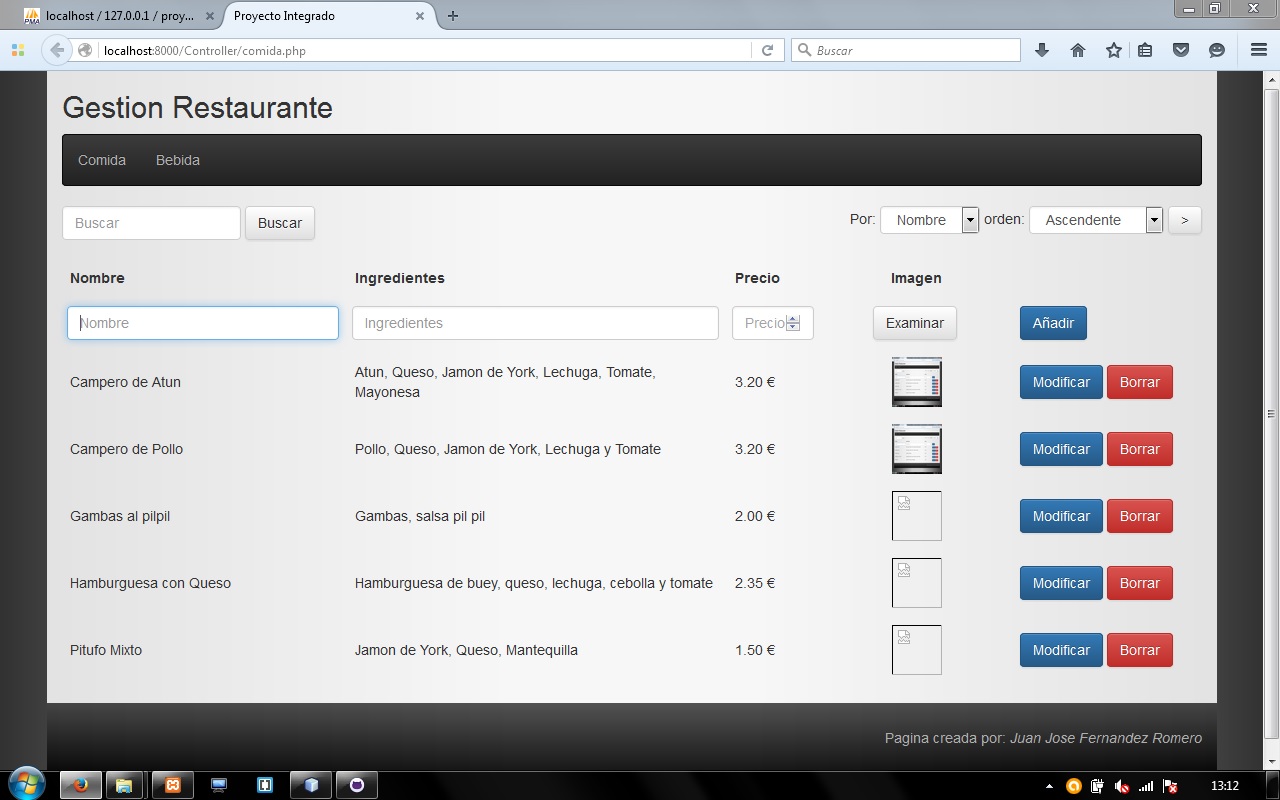 localhost / 127.0.0.1 / proy...
Proyecto Integrado
localhost:8000/Controller/comida.php
Buscar
Gestion Restaurante
Comida Bebida
Buscar Buscar Por: Nombre orden: Ascendente >
Nombre Ingredientes Precio Imagen
Nombre Ingredientes Precio Examinar Añadir
Campero de Atun Atun, Queso, Jamon de York, Lechuga, Tomate,
Mayonesa 3.20 € Modificar Borrar
Campero de Pollo Pollo, Queso, Jamon de York, Lechuga y Tomate 3.20 € Modificar Borrar
Gambas al pilpil Gambas, salsa pil pil 2.00 € Modificar Borrar
Hamburguesa con Queso Hamburguesa de buey, queso, lechuga, cebolla y tomate 2.35 € Modificar Borrar
Pitufo Mixto Jamon de York, Queso, Mantequilla 1.50 € Modificar Borrar
Pagina creada por: Juan Jose Fernandez Romero
13:12